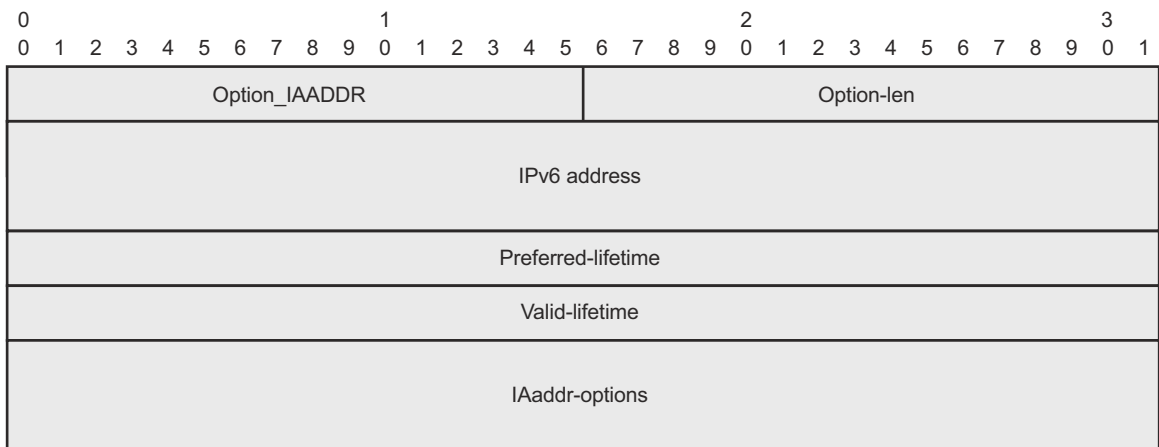 0 1 2 3
0 1 2 3 4 5 6 7 8 9 0 1 2 3 4 5 6 7 8 9 0 1 2 3 4 5 6 7 8 9 0 1
Option_IAADDR Option-len
IPv6 address
Preferred-lifetime
Valid-lifetime
IAaddr-options